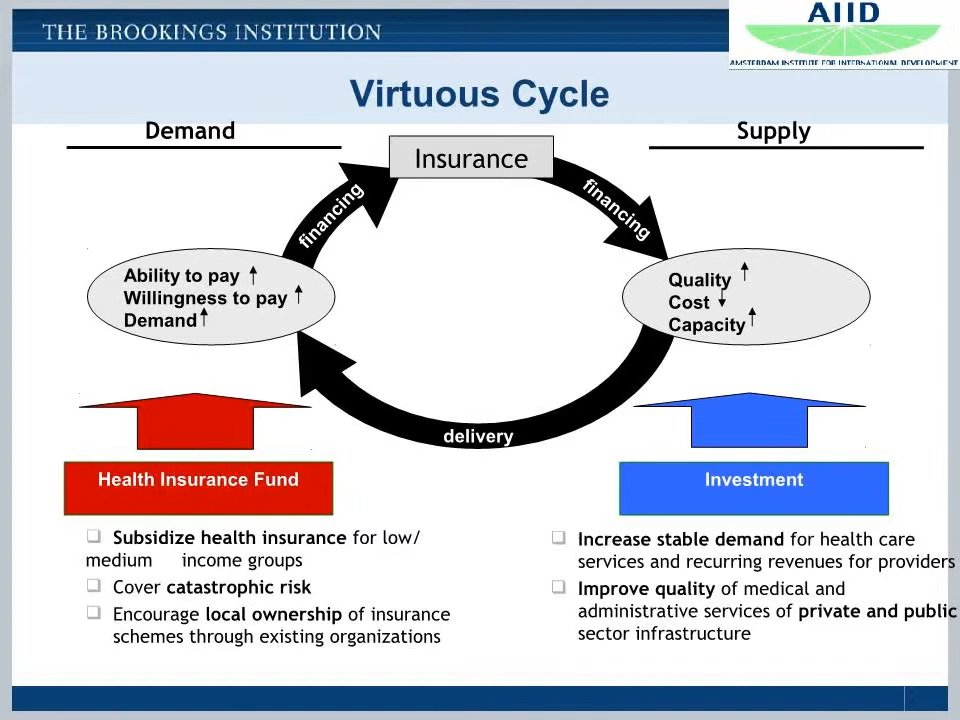 THE BROOKINGS INSTITUTION
AIID
AMSTERDAM INSTITUTE FOR INTERNATIONAL DEVELOPMENT
Virtuous Cycle
Demand
Supply
Insurance
financing
financing
Ability to pay ↑
Willingness to pay ↑
Demand ↑
Quality ↑
Cost ↓
Capacity ↑
delivery
Health Insurance Fund
Investment
❑ Subsidize health insurance for low/
medium income groups
❑ Cover catastrophic risk
❑ Encourage local ownership of insurance
schemes through existing organizations
❑ Increase stable demand for health care
services and recurring revenues for providers
❑ Improve quality of medical and
administrative services of private and public
sector infrastructure